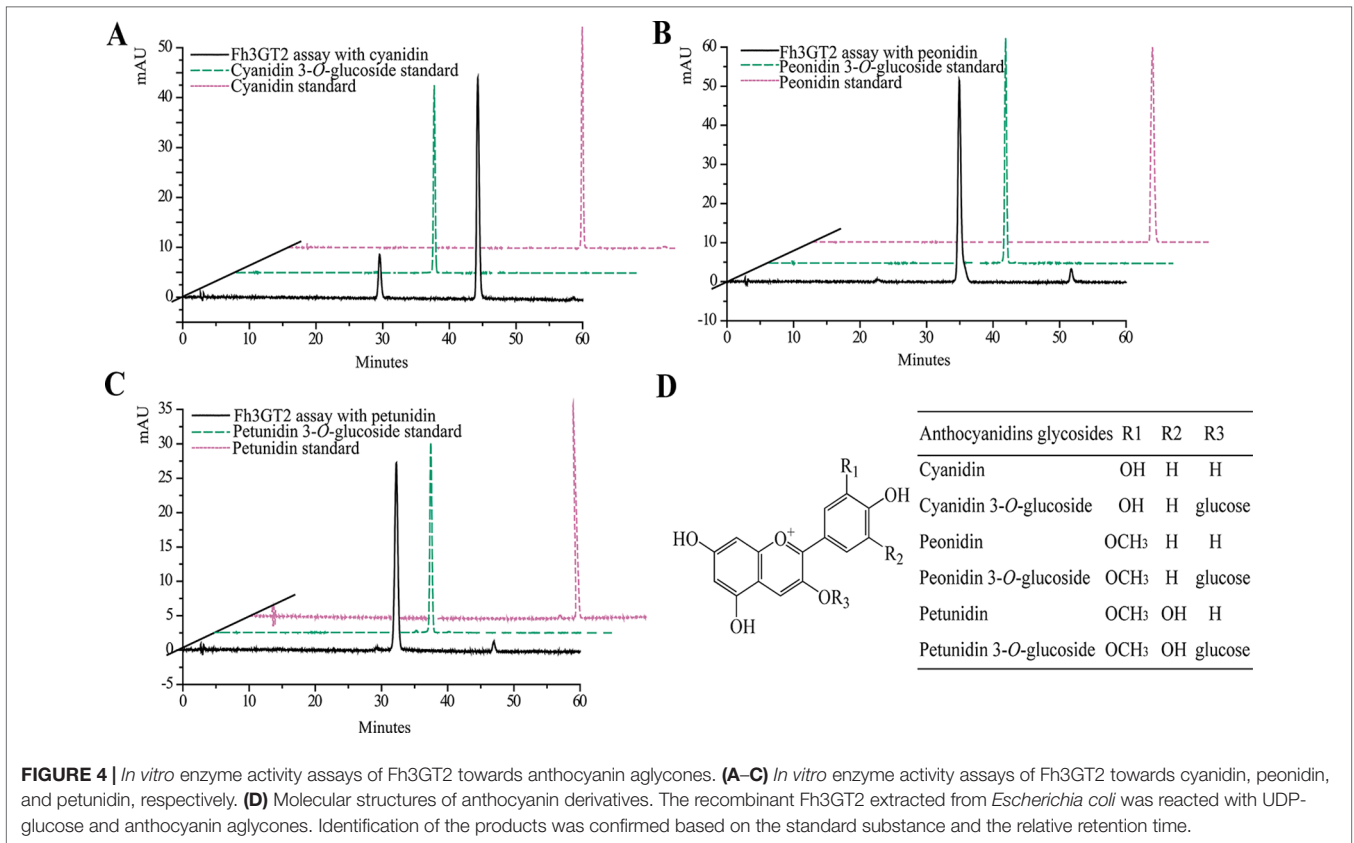 A
mAU
50
40
30
20
10
0
Fh3GT2 assay with cyanidin
Cyanidin 3-O-glucoside standard
Cyanidin standard
0 10 20 30 40 50 60
Minutes
B
mAU
60
50
40
30
20
10
0
-10
Fh3GT2 assay with peonidin
Peonidin 3-O-glucoside standard
Peonidin standard
0 10 20 30 40 50 60
Minutes
C
mAU
35
30
25
20
15
10
5
0
-5
Fh3GT2 assay with petunidin
Petunidin 3-O-glucoside standard
Petunidin standard
0 10 20 30 40 50 60
Minutes
D
R1
OH
HO
O+
R2
OR3
OH
Anthocyanidins glycosides R1 R2 R3
Cyanidin OH H H
Cyanidin 3-O-glucoside OH H glucose
Peonidin OCH3 H H
Peonidin 3-O-glucoside OCH3 H glucose
Petunidin OCH3 OH H
Petunidin 3-O-glucoside OCH3 OH glucose
FIGURE 4 | In vitro enzyme activity assays of Fh3GT2 towards anthocyanin aglycones. (A–C) In vitro enzyme activity assays of Fh3GT2 towards cyanidin, peonidin,
and petunidin, respectively. (D) Molecular structures of anthocyanin derivatives. The recombinant Fh3GT2 extracted from Escherichia coli was reacted with UDP-
glucose and anthocyanin aglycones. Identification of the products was confirmed based on the standard substance and the relative retention time.